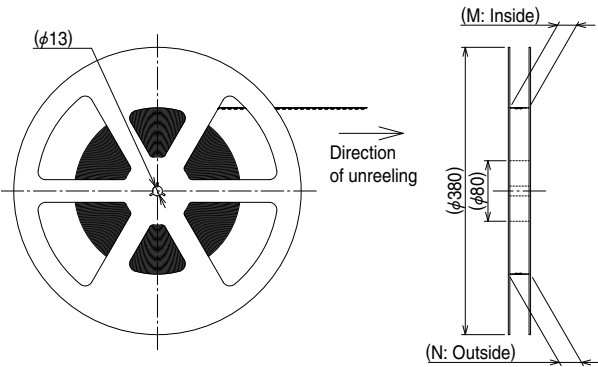 (M: Inside)
(ϕ13)
Direction
of unreeling
(ϕ380)
(ϕ80)
(N: Outside)